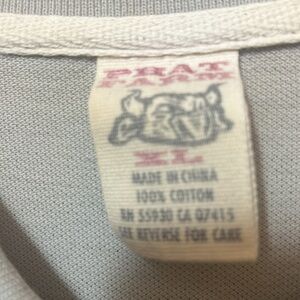 PHAT
FARM
XL
MADE IN CHINA
100% COTTON
RN 55930 CA 07415
SEE REVERSE FOR CARE